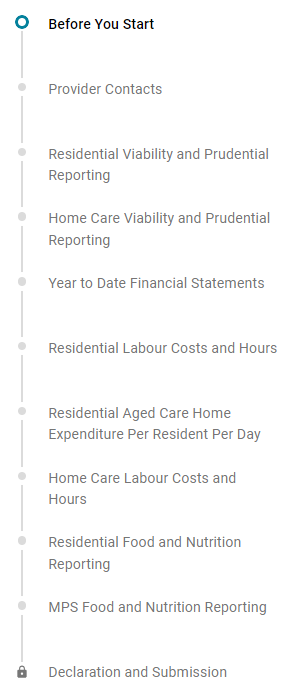 Before You Start
Provider Contacts
Residential Viability and Prudential
Reporting
Home Care Viability and Prudential
Reporting
Year to Date Financial Statements
Residential Labour Costs and Hours
Residential Aged Care Home
Expenditure Per Resident Per Day
Home Care Labour Costs and
Hours
Residential Food and Nutrition
Reporting
MPS Food and Nutrition Reporting
Declaration and Submission